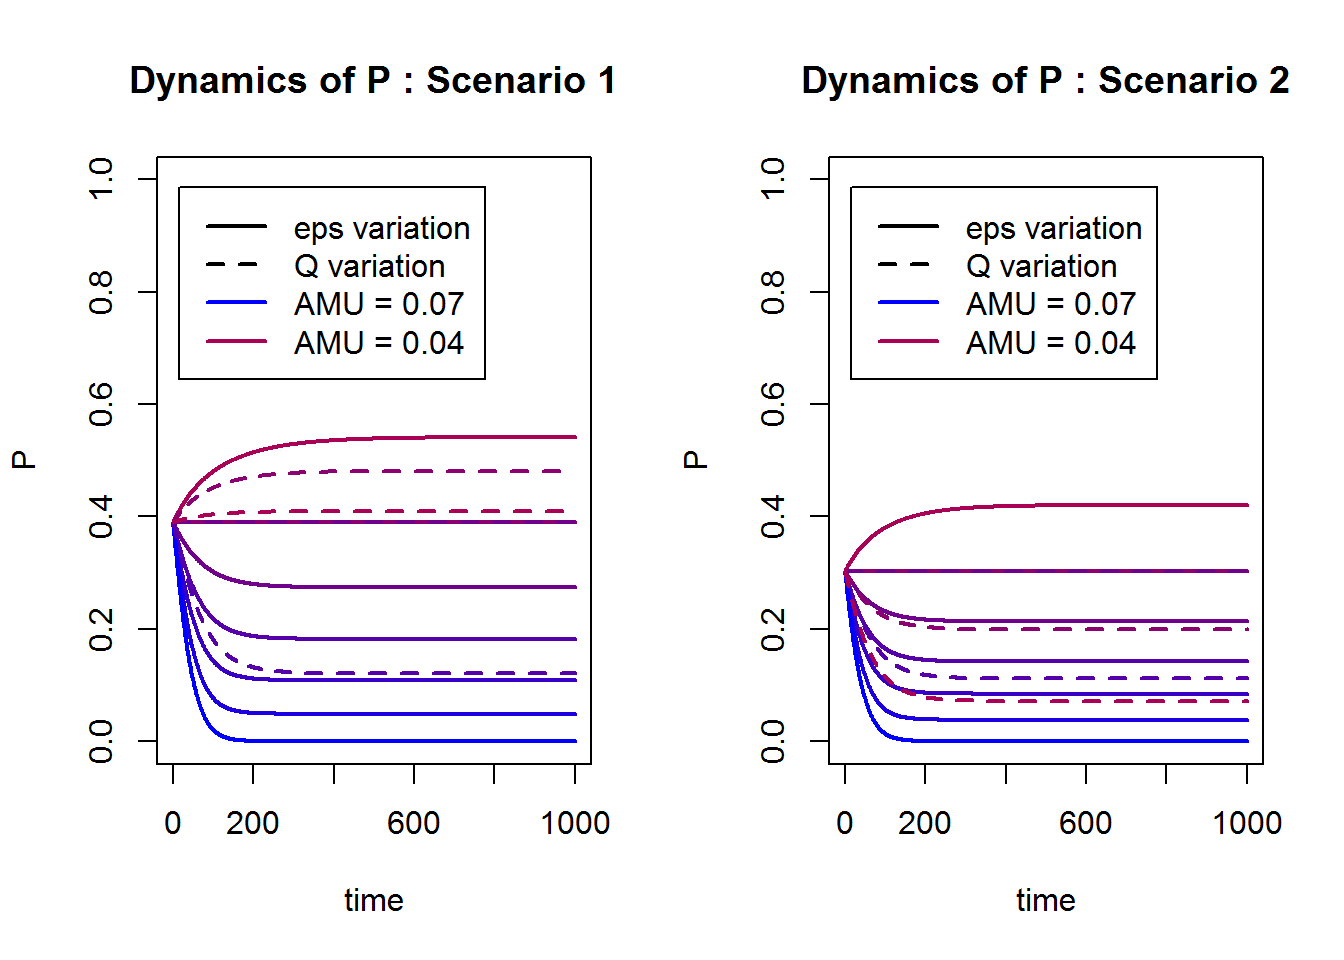 Dynamics of P : Scenario 1
P
1.0
0.8
0.6
0.4
0.2
0.0
eps variation
Q variation
AMU = 0.07
AMU = 0.04
0 200 600 1000
time
Dynamics of P : Scenario 2
P
1.0
0.8
0.6
0.4
0.2
0.0
eps variation
Q variation
AMU = 0.07
AMU = 0.04
0 200 600 1000
time